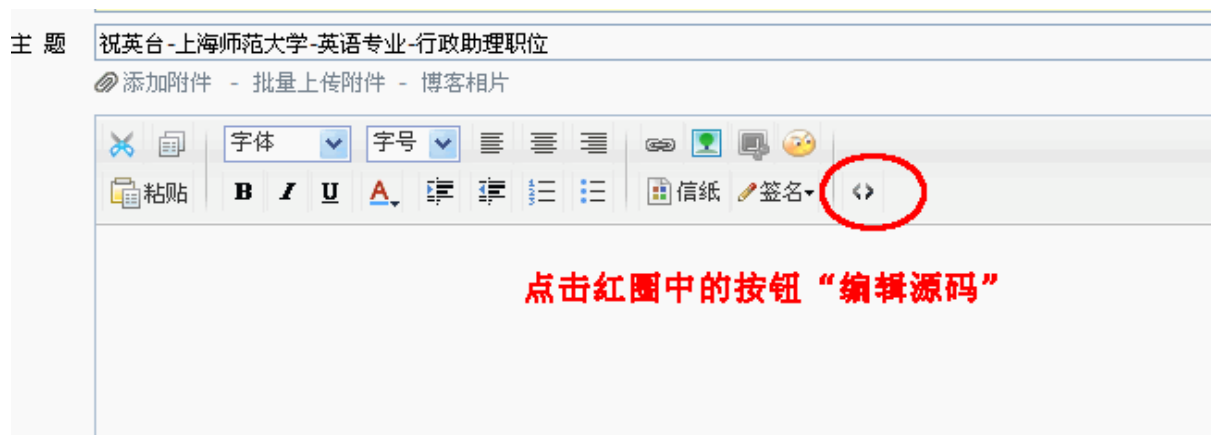 主 题 祝英台-上海师范大学-英语专业-行政助理职位
添加附件 - 批量上传附件 - 博客相片
字体 字号
粘贴 B I U A 信纸 签名 <>
点击红圈中的按钮“编辑源码”